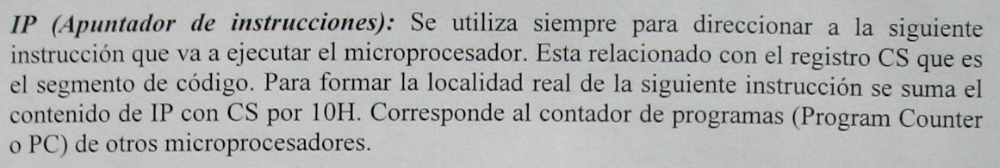 IP (Apuntador de instrucciones): Se utiliza siempre para direccionar a la siguiente
instrucción que va a ejecutar el microprocesador. Esta relacionado con el registro CS que es
el segmento de código. Para formar la localidad real de la siguiente instrucción se suma el
contenido de IP con CS por 10H. Corresponde al contador de programas (Program Counter
o PC) de otros microprocesadores.